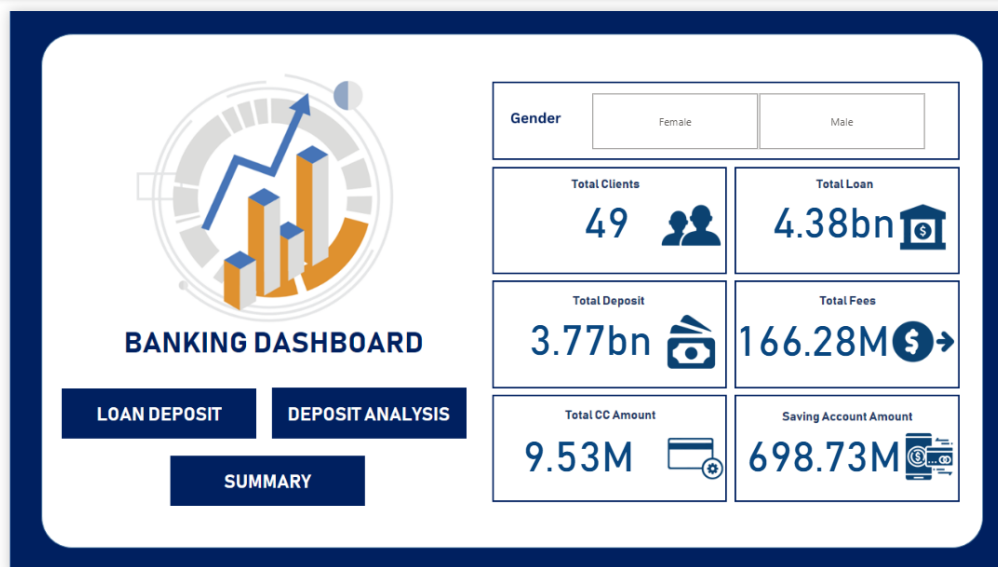 Gender
Female
Male
Total Clients
49
Total Loan
4.38bn
$
Total Deposit
3.77bn
Total Fees
166.28M
$
BANKING DASHBOARD
LOAN DEPOSIT
DEPOSIT ANALYSIS
SUMMARY
Total CC Amount
9.53M
Saving Account Amount
698.73M
$